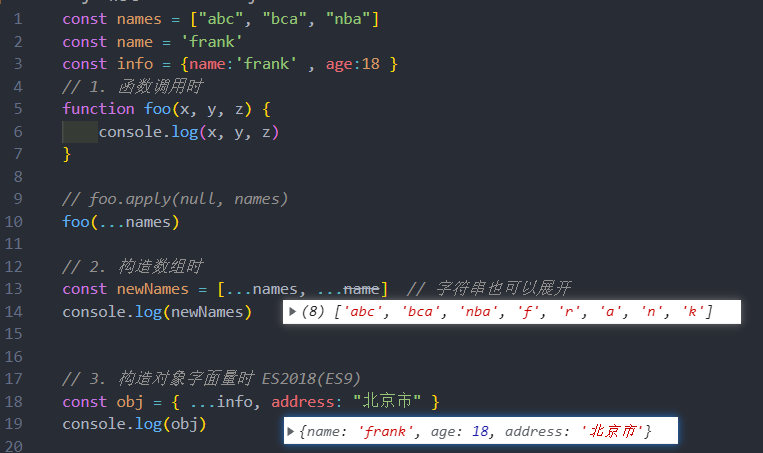 1 const names = ["abc", "bca", "nba"]
2 const name = 'frank'
3 const info = {name:'frank' , age:18 }
4 // 1. 函数调用时
5 function foo(x, y, z) {
6 console.log(x, y, z)
7 }
8
9 // foo.apply(null, names)
10 foo(...names)
11
12 // 2. 构造数组时
13 const newNames = [...names, ...name] // 字符串也可以展开
14 console.log(newNames) ▶(8) ['abc', 'bca', 'nba', 'f', 'r', 'a', 'n', 'k']
15
16
17 // 3. 构造对象字面量时 ES2018(ES9)
18 const obj = { ...info, address: "北京市" }
19 console.log(obj) ▶{name: 'frank', age: 18, address: '北京市'}
20